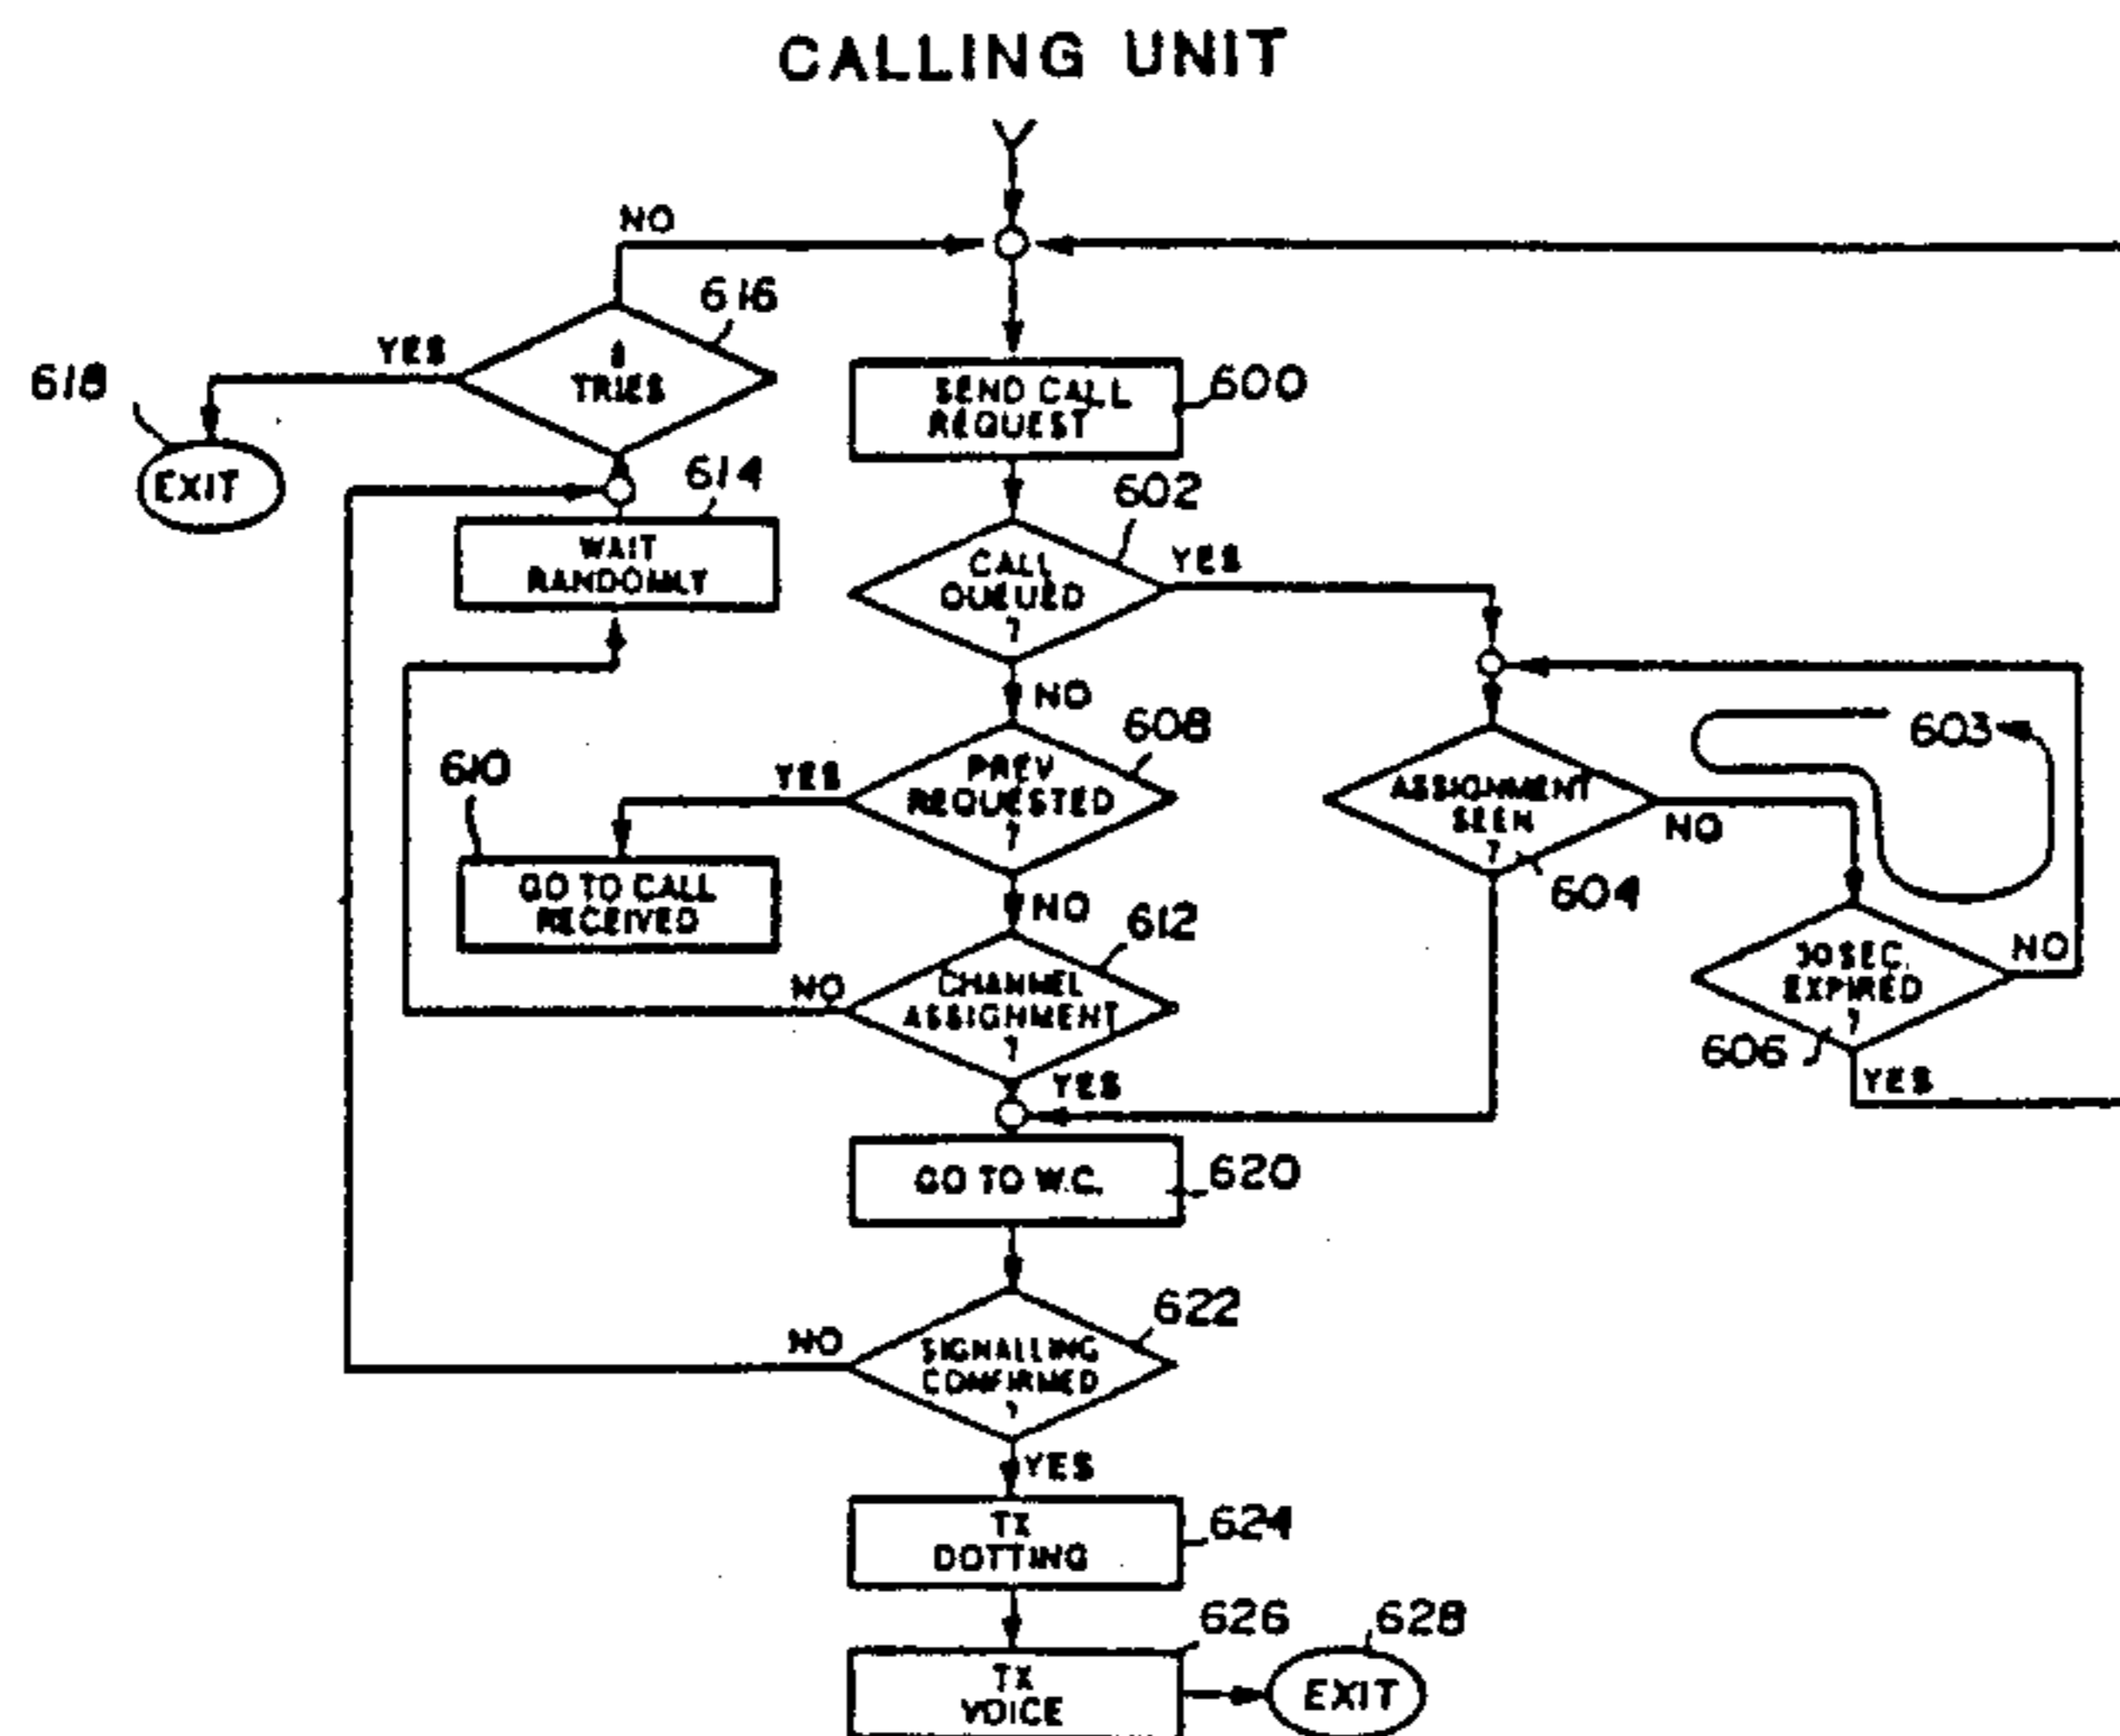 CALLING UNIT
NO
616
YES
TRIES
618
EXIT
SEND CALL
REQUEST
600
614
WAIT
RANDOMLY
602
CALL
QUEUED
?
YES
NO
608
PREV
REQUESTED
?
YES
610
GO TO CALL
RECEIVED
603
ASSIGNMENT
SEEN
?
NO
604
NO
612
CHANNEL
ASSIGNMENT
?
NO
YES
30 SEC.
EXPIRED
?
NO
606
YES
GO TO W.C.
620
622
SIGNALLING
CONFIRMED
?
NO
YES
TX
DOTTING
624
626
TX
VOICE
628
EXIT